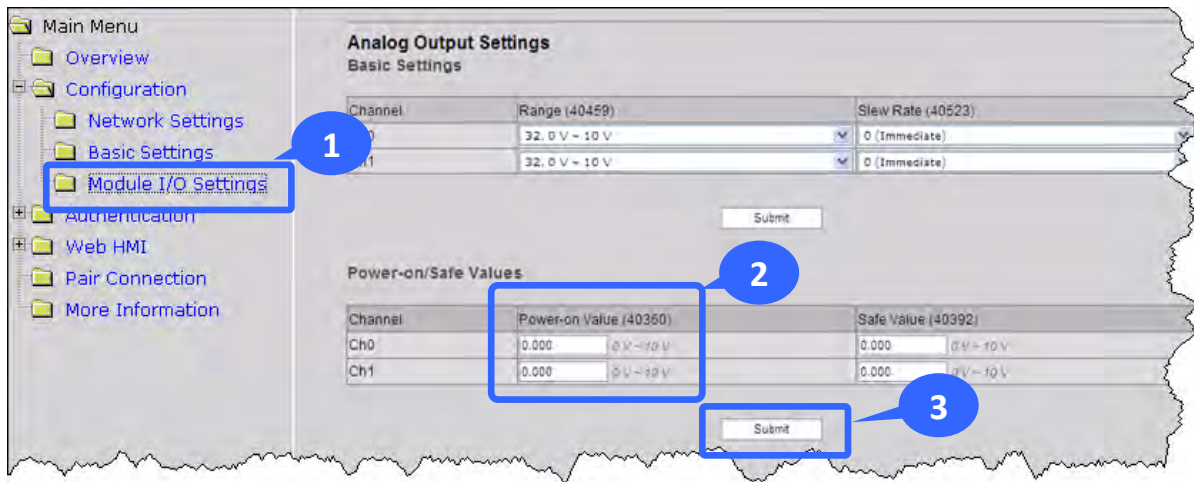 Main Menu
Overview
Configuration
Network Settings
Basic Settings
Module I/O Settings
Authentication
Web HMI
Pair Connection
More Information
1
Analog Output Settings
Basic Settings
Channel Range (40459) Slew Rate (40523)
32, 0 V ~ 10 V 0 (Immediate)
32, 0 V ~ 10 V 0 (Immediate)
Submit
Power-on/Safe Values
2
Channel Power-on Value (40360) Safe Value (40392)
Ch0 0.000 0 V ~ 10 V 0.000 0 V ~ 10 V
Ch1 0.000 0 V ~ 10 V 0.000 0 V ~ 10 V
3
Submit